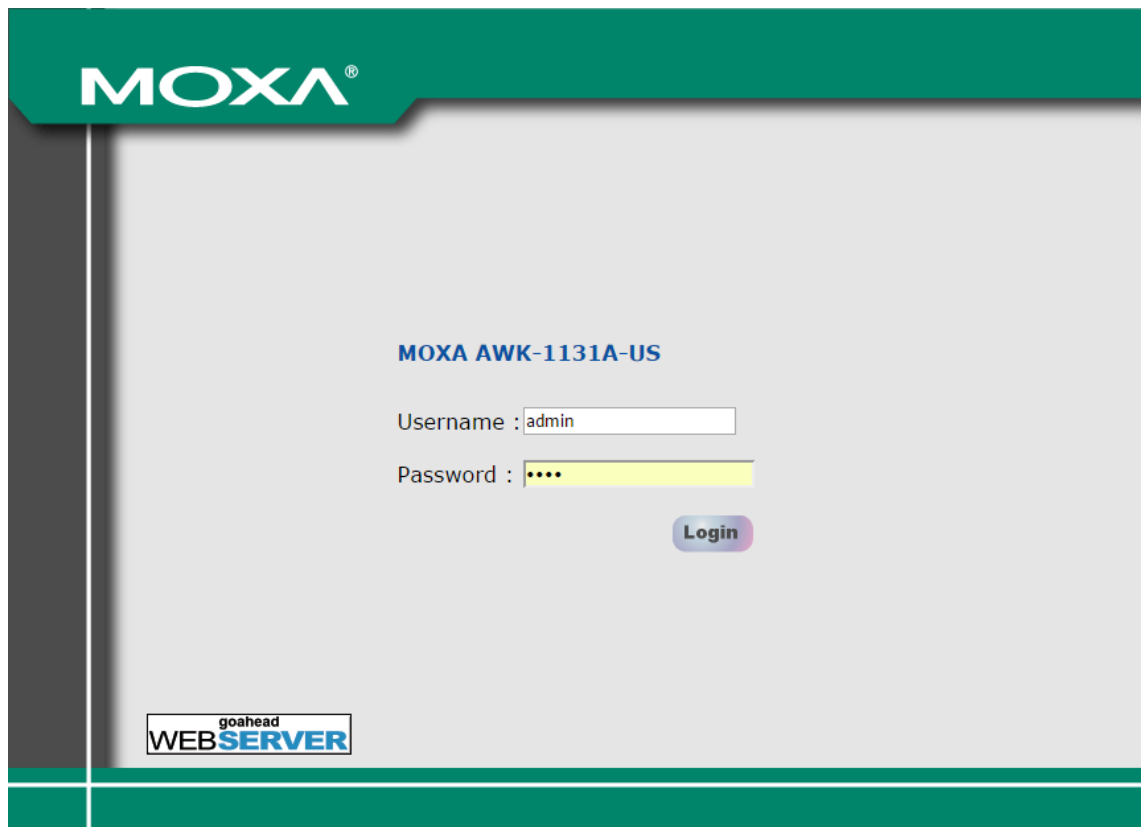 MOXA®
MOXA AWK-1131A-US
Username : admin
Password : ••••
Login
goahead
WEBSERVER